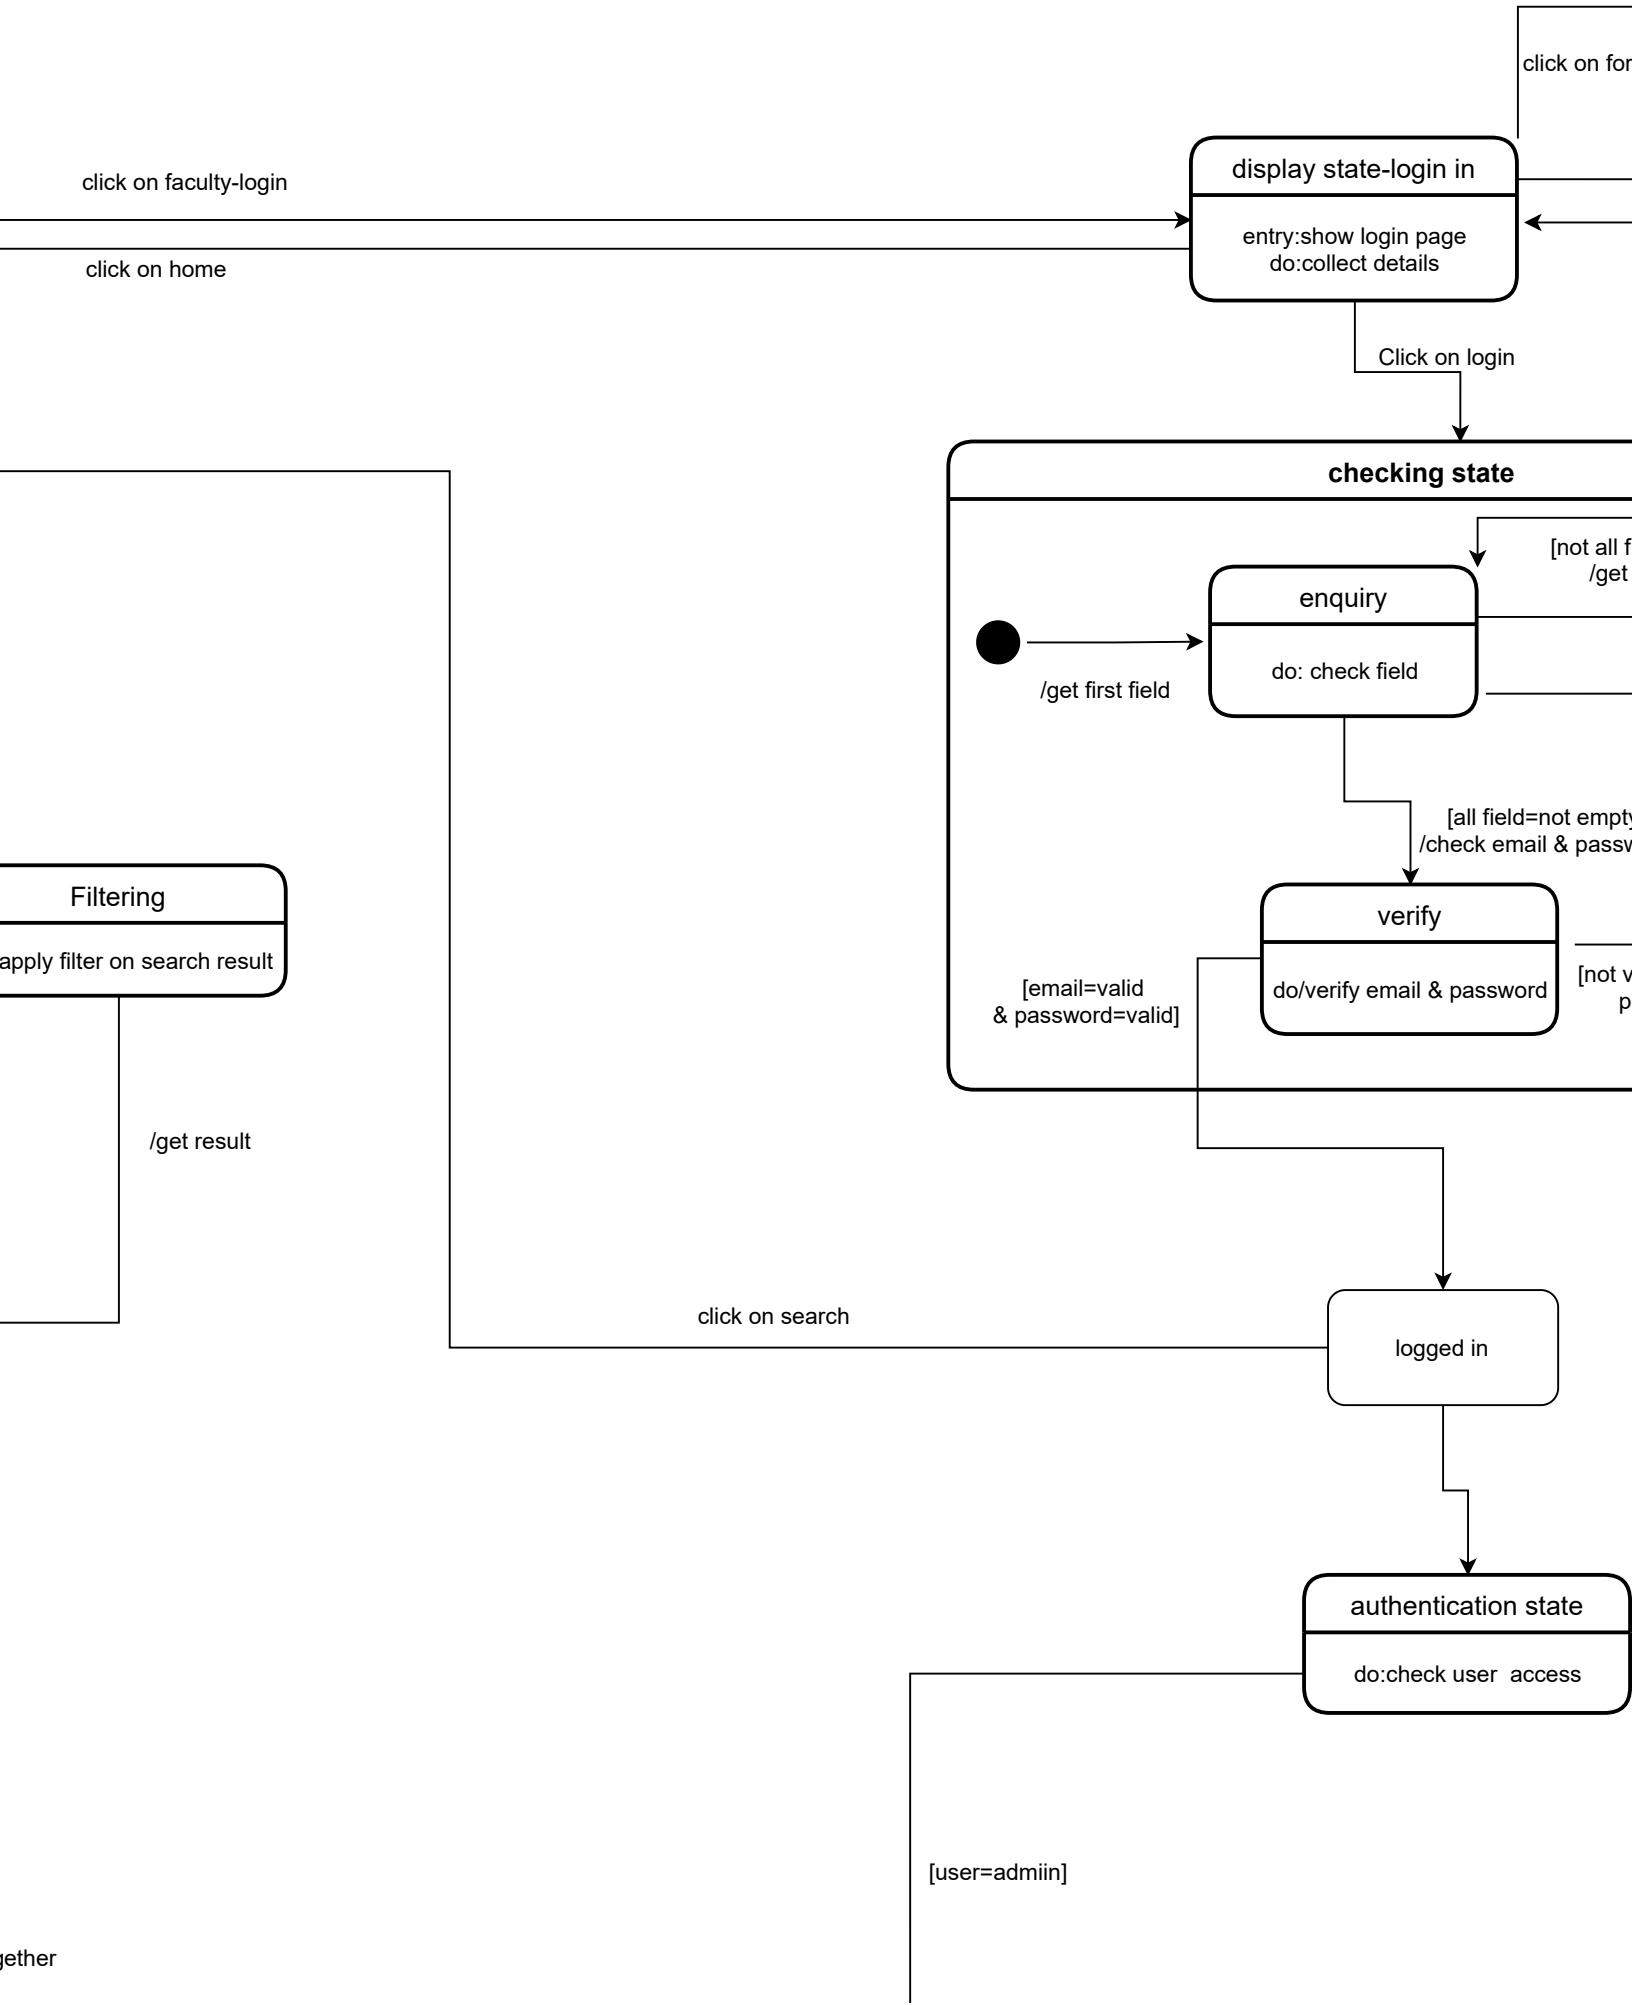 click on
click on faculty-login
display state-login in
entry:show login page
do:collect details
click on home
Click on login
checking state
[not all
/get
enquiry
do: check field
/get first field
[all field=not empty
/check email &
Filtering
apply filter on search result
verify
do/verify email & password
[not
[email=valid
& password=valid]
/get result
click on search
logged in
authentication state
do:check user  access
[user=admiin]